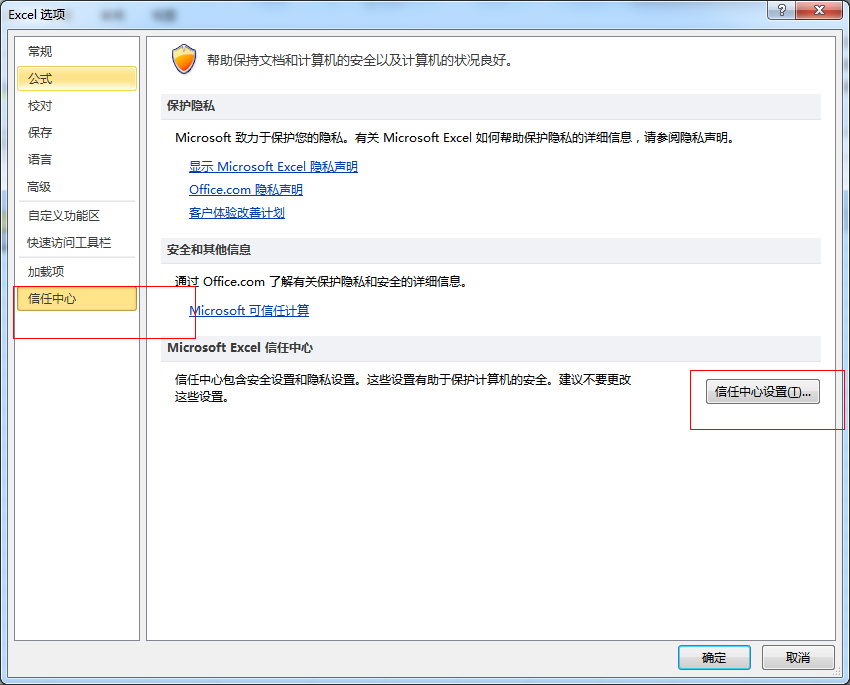 Excel 选项
常规
公式
校对
保存
语言
高级
自定义功能区
快速访问工具栏
加载项
信任中心
帮助保持文档和计算机的安全以及计算机的状况良好。
保护隐私
Microsoft 致力于保护您的隐私。有关 Microsoft Excel 如何帮助保护隐私的详细信息，请参阅隐私声明。
显示 Microsoft Excel 隐私声明
Office.com 隐私声明
客户体验改善计划
安全和其他信息
通过 Office.com 了解有关保护隐私和安全的详细信息。
Microsoft 可信任计算
Microsoft Excel 信任中心
信任中心包含安全设置和隐私设置。这些设置有助于保护计算机的安全。建议不要更改
这些设置。
信任中心设置(T)...
确定
取消